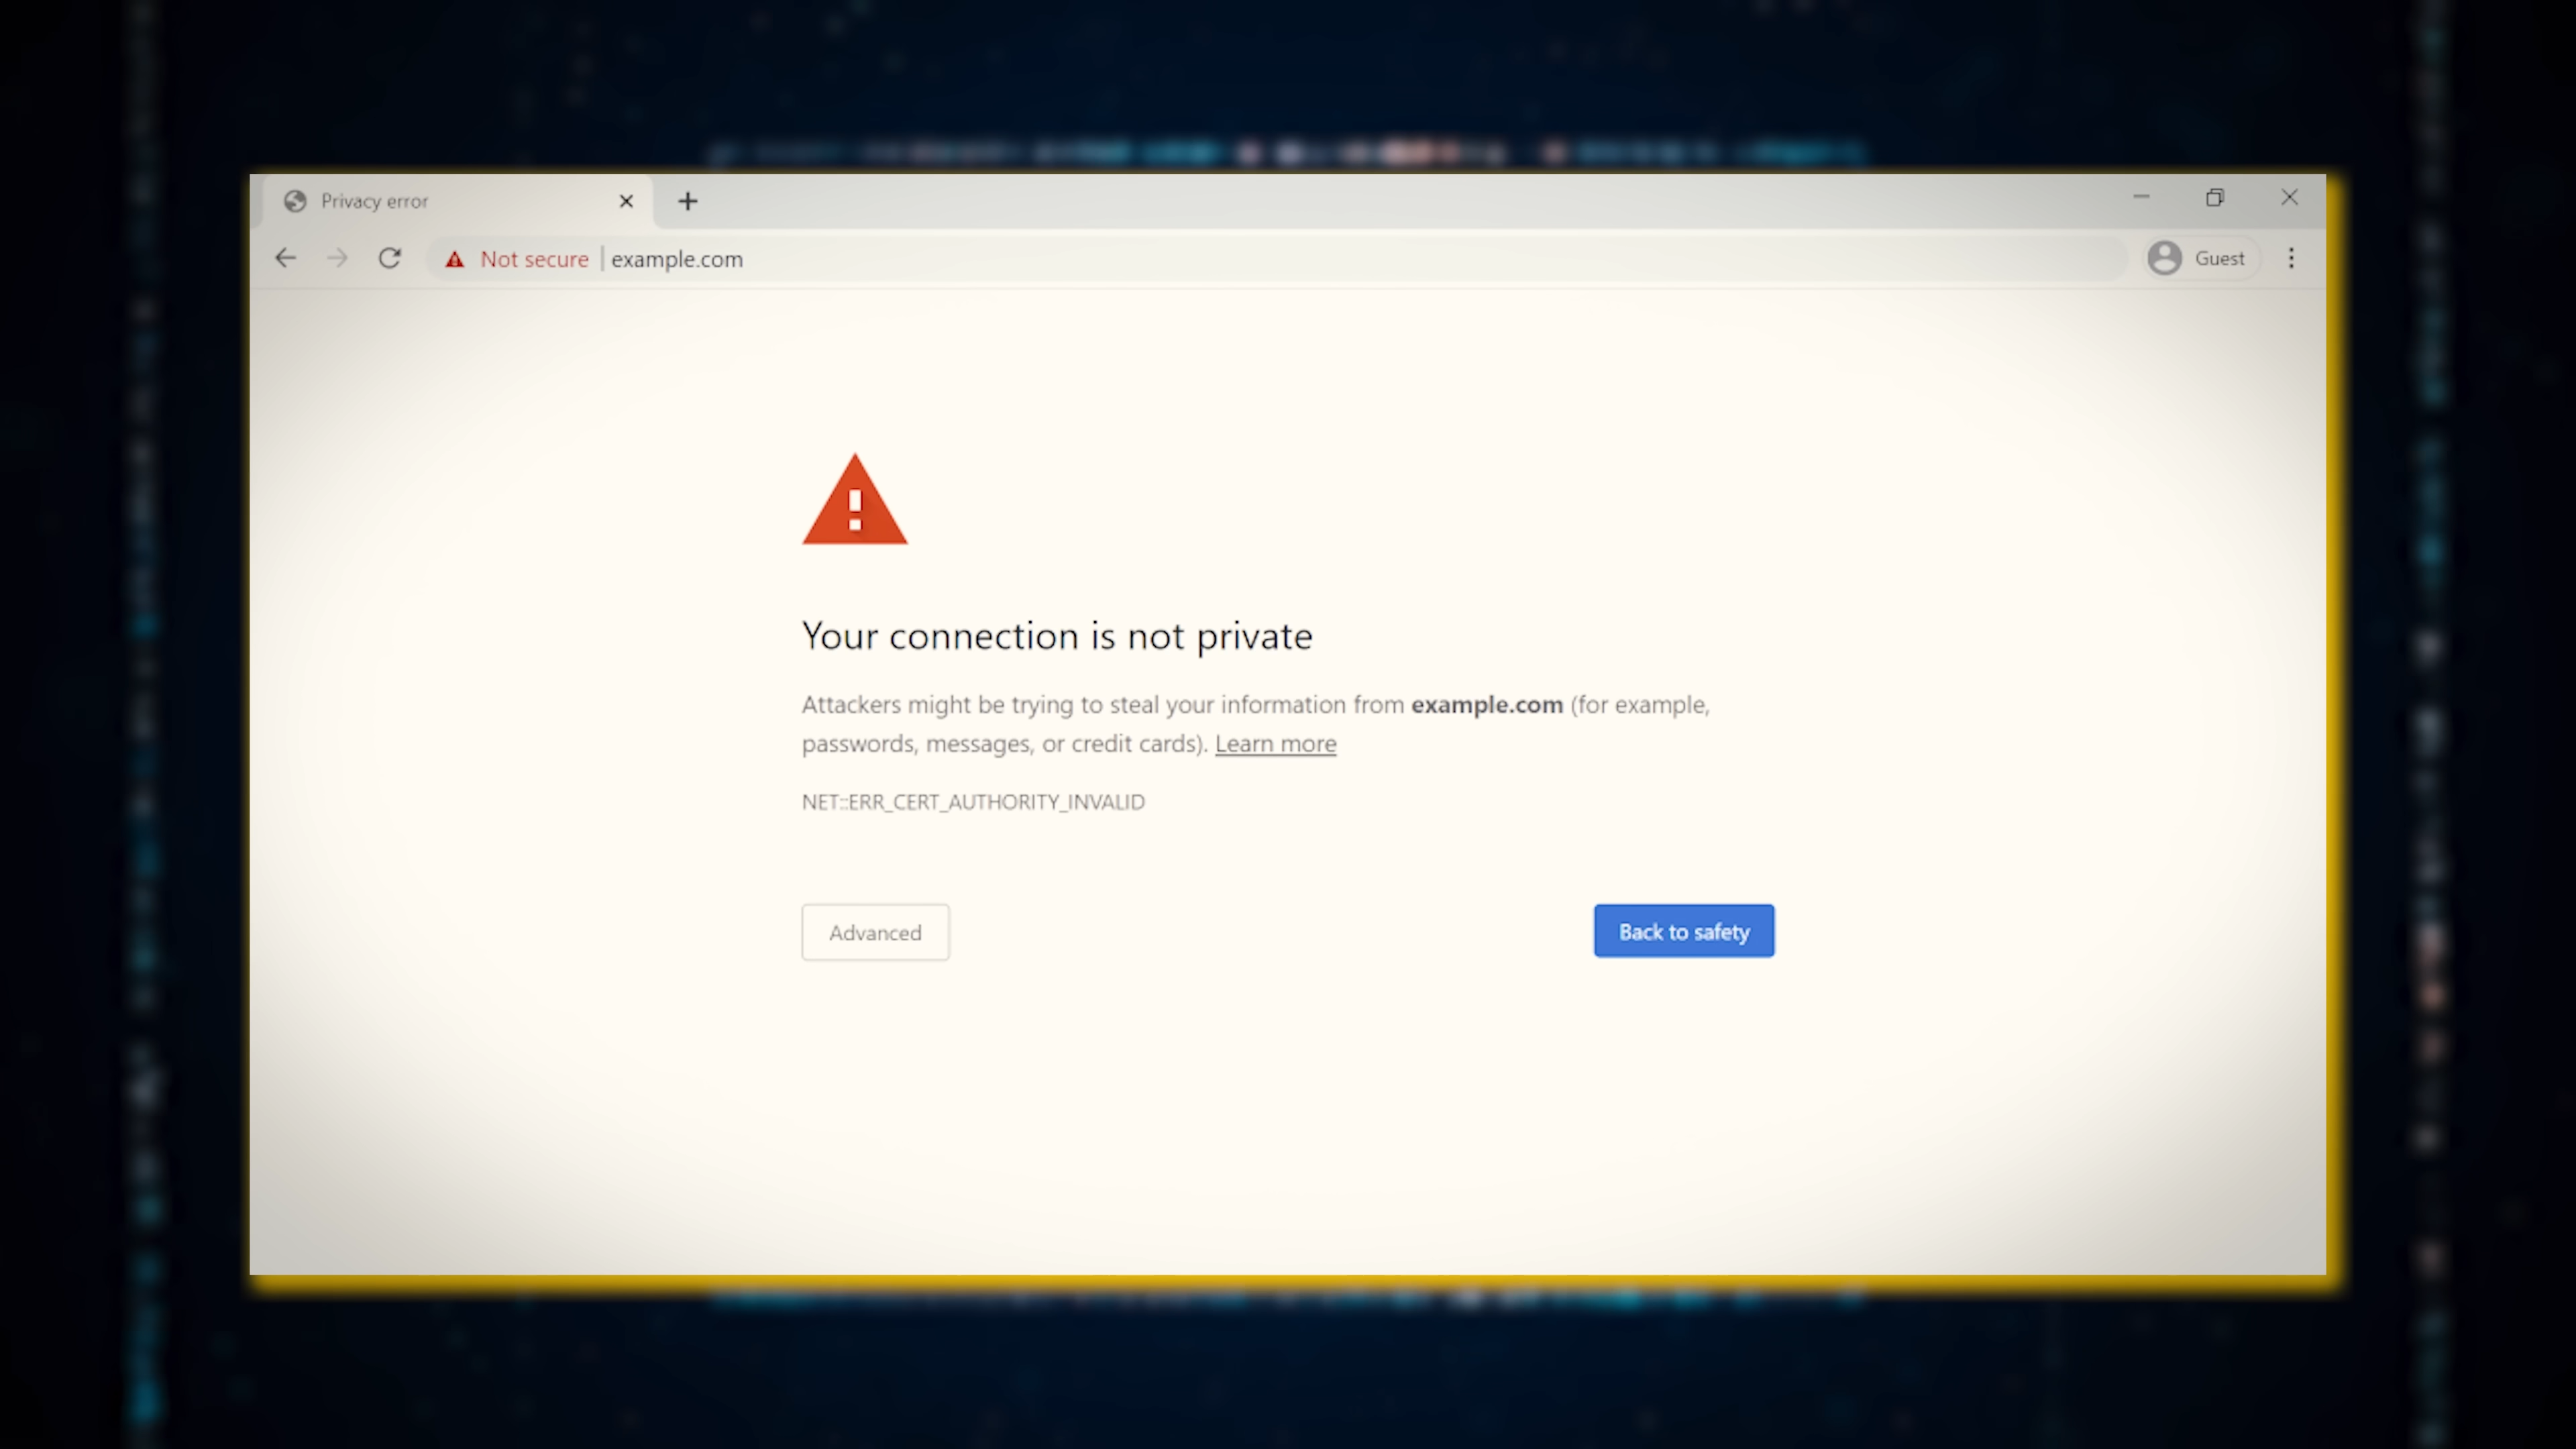 Privacy error
Not secure | example.com
Guest
Your connection is not private
Attackers might be trying to steal your information from example.com (for example,
passwords, messages, or credit cards). Learn more
NET::ERR_CERT_AUTHORITY_INVALID
Advanced
Back to safety